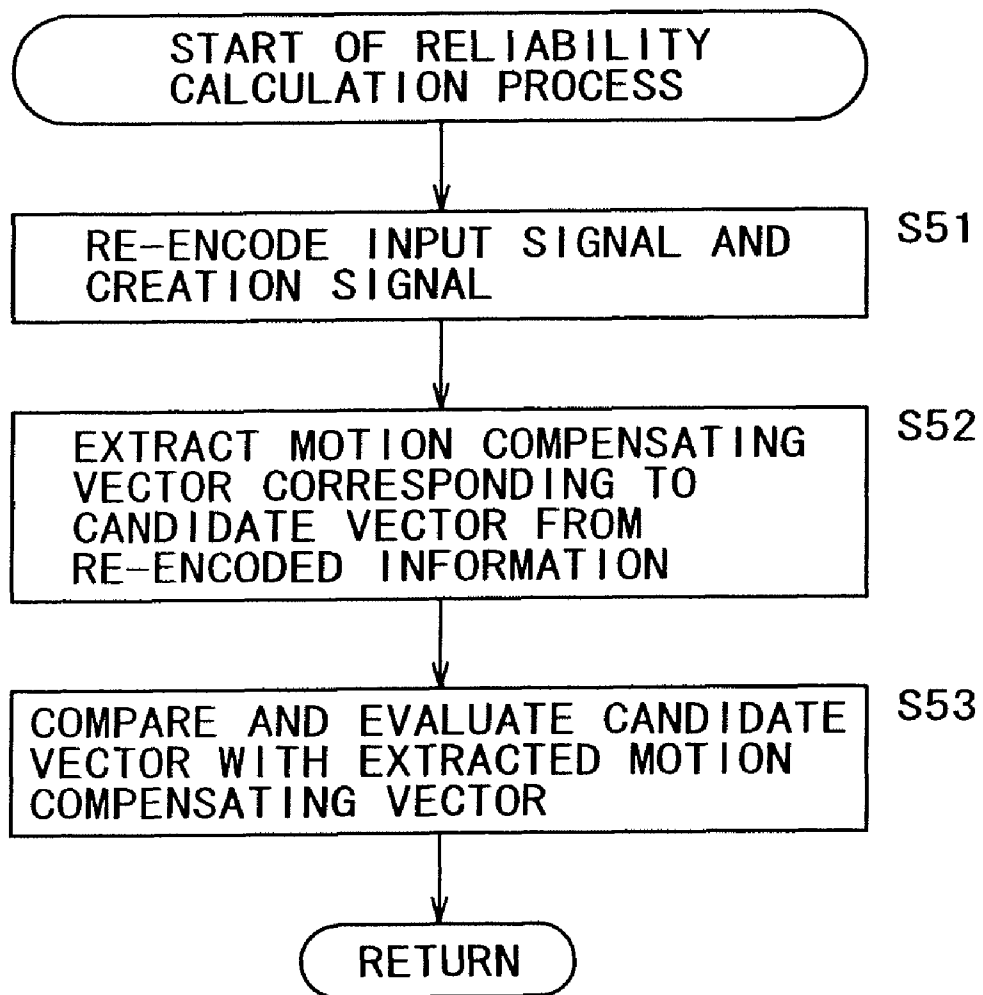 START OF RELIABILITY
CALCULATION PROCESS
RE-ENCODE INPUT SIGNAL AND
CREATION SIGNAL
S51
EXTRACT MOTION COMPENSATING
VECTOR CORRESPONDING TO
CANDIDATE VECTOR FROM
RE-ENCODED INFORMATION
S52
COMPARE AND EVALUATE CANDIDATE
VECTOR WITH EXTRACTED MOTION
COMPENSATING VECTOR
S53
RETURN